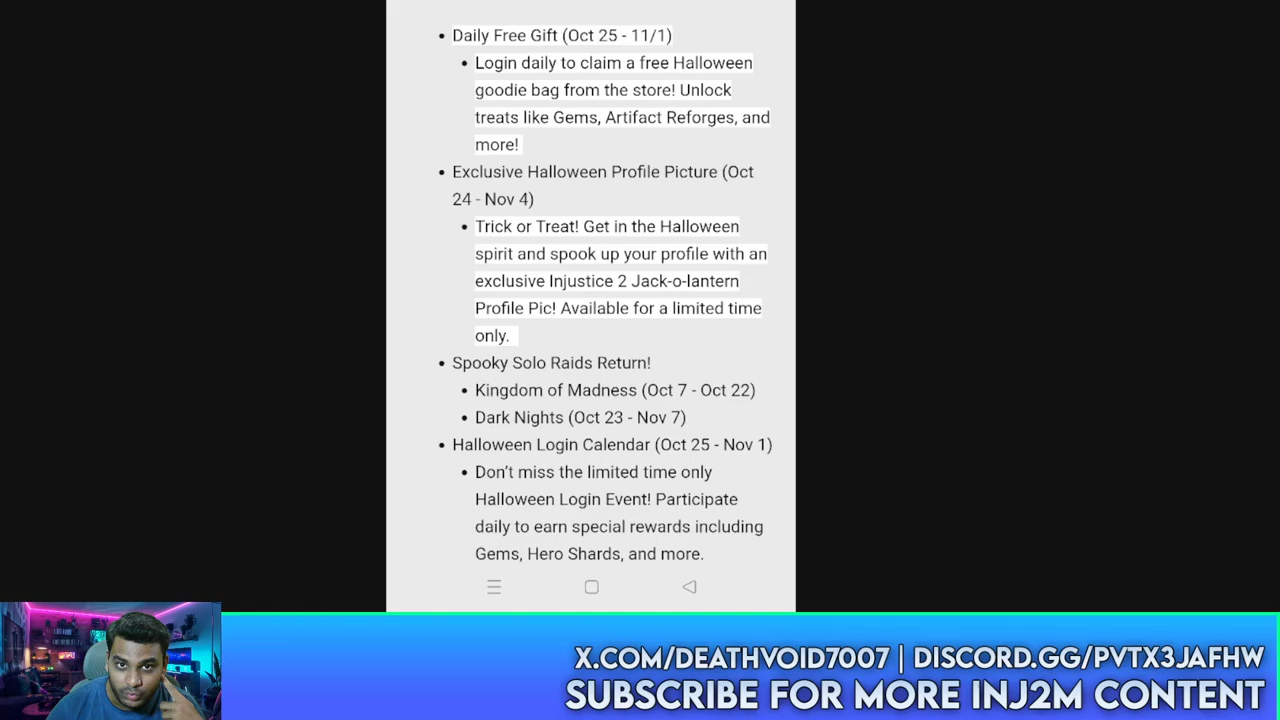 Daily Free Gift (Oct 25 - 11/1)
Login daily to claim a free Halloween
goodie bag from the store! Unlock
treats like Gems, Artifact Reforges, and
more!
Exclusive Halloween Profile Picture (Oct
24 - Nov 4)
Trick or Treat! Get in the Halloween
spirit and spook up your profile with an
exclusive Injustice 2 Jack-o-lantern
Profile Pic! Available for a limited time
only.
Spooky Solo Raids Return!
Kingdom of Madness (Oct 7 - Oct 22)
Dark Nights (Oct 23 - Nov 7)
Halloween Login Calendar (Oct 25 - Nov 1)
Don't miss the limited time only
Halloween Login Event! Participate
daily to earn special rewards including
Gems, Hero Shards, and more.
X.COM/DEATHVOID7007 | DISCORD.GG/PVTX3JAFHW
SUBSCRIBE FOR MORE INJ2M CONTENT